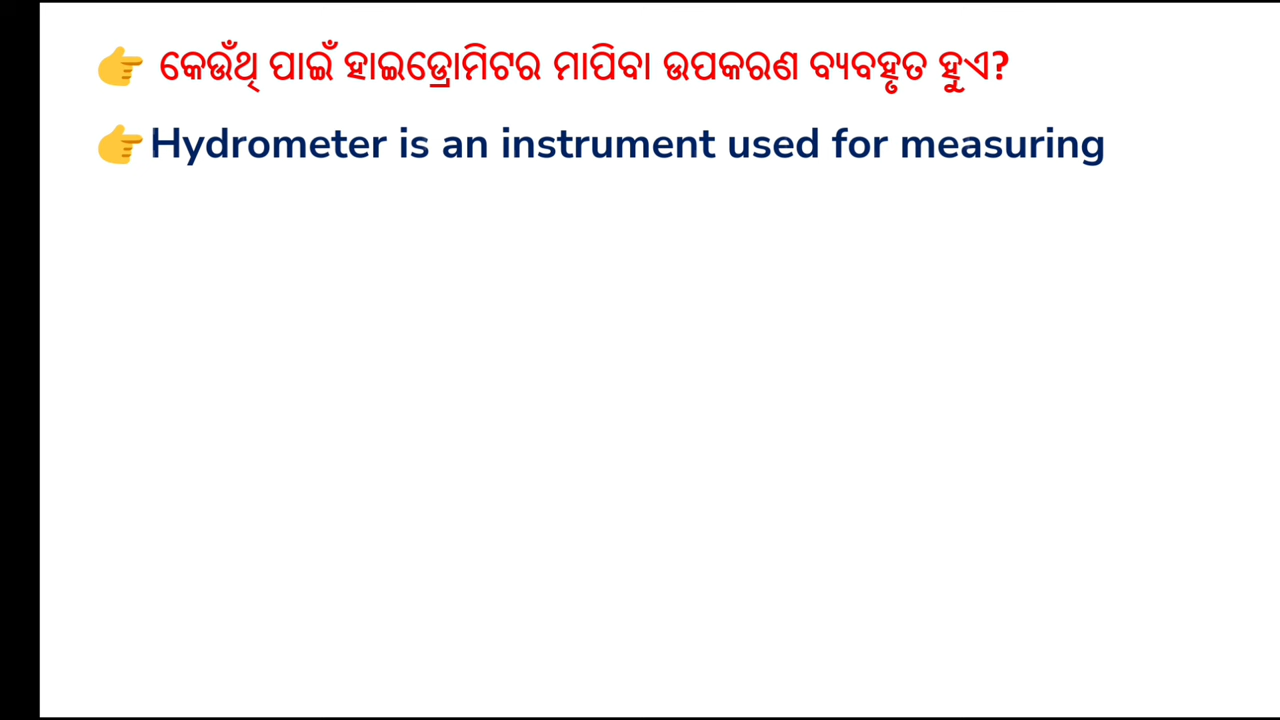 👉 କେଉଁଥି ପାଇଁ ହାଇଡ୍ରୋମିଟର ମାପିବା ଉପକରଣ ବ୍ୟବହୃତ ହୁଏ?
👉Hydrometer is an instrument used for measuring